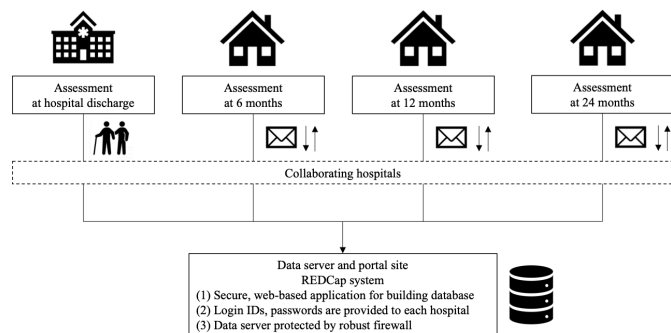 Assessment
at hospital discharge
Assessment
at 6 months
Assessment
at 12 months
Assessment
at 24 months
Collaborating hospitals
Data server and portal site
REDCap system
(1) Secure, web-based application for building database
(2) Login IDs, passwords are provided to each hospital
(3) Data server protected by robust firewall